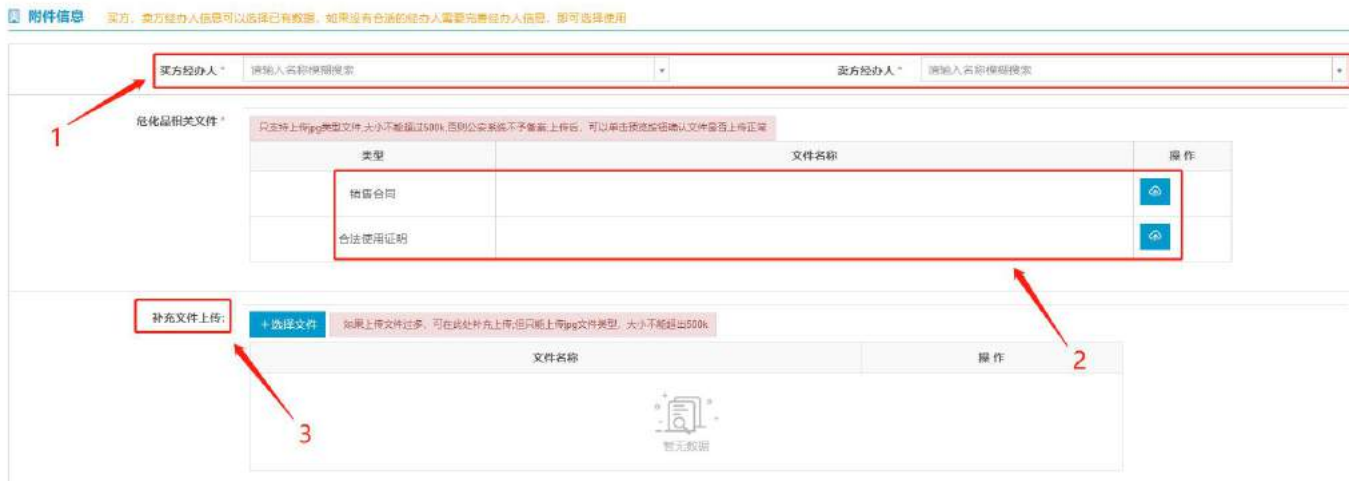 附件信息 买方、卖方经办人信息可以选择已有数据，如果没有合适的经办人需要完善经办人信息，即可选择使用
买方经办人* 请输入名称模糊搜索 卖方经办人* 请输入名称模糊搜索
1
危化品相关文件* 只支持上传jpg类型文件,大小不能超过500k,否则公安系统不予备案,上传后，可以单击预览按钮确认文件是否上传正常
类型 文件名称 操作
销售合同
合法使用证明
补充文件上传: +选择文件 如果上传文件过多，可在此处补充上传;但只能上传jpg文件类型，大小不能超出500k
文件名称 操作
2
3
暂无数据